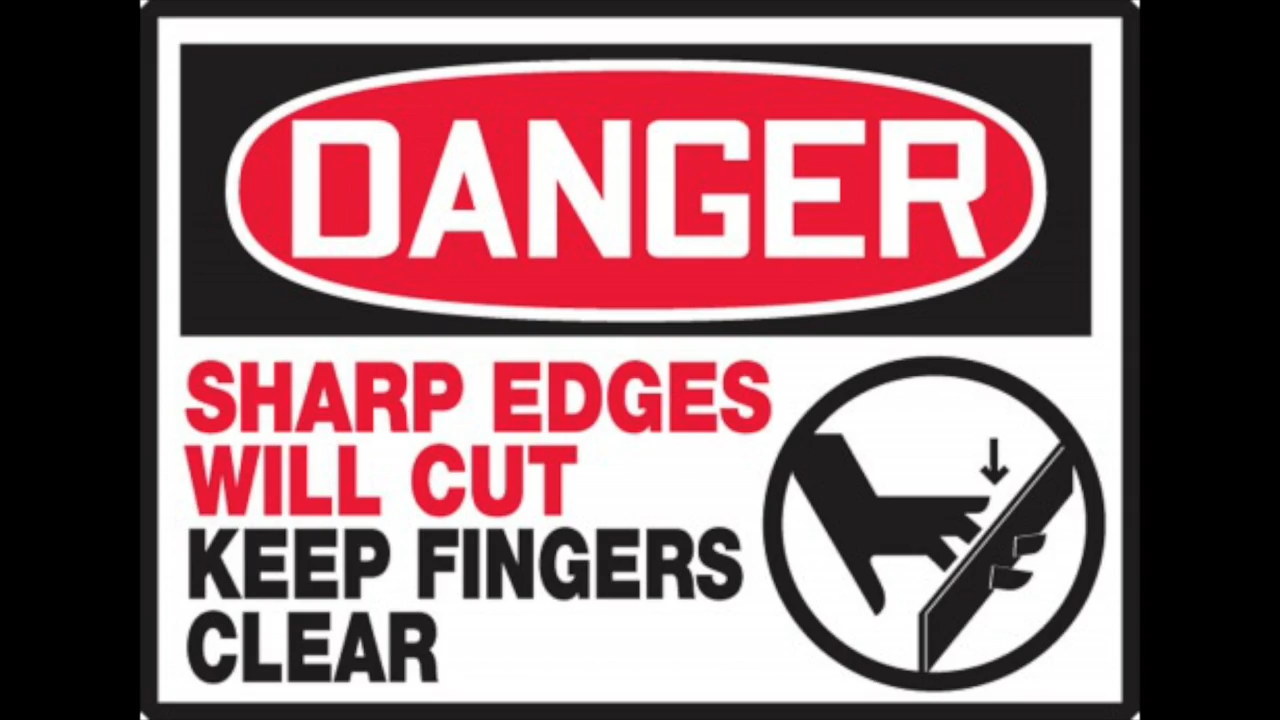 DANGER
SHARP EDGES
WILL CUT
KEEP FINGERS
CLEAR